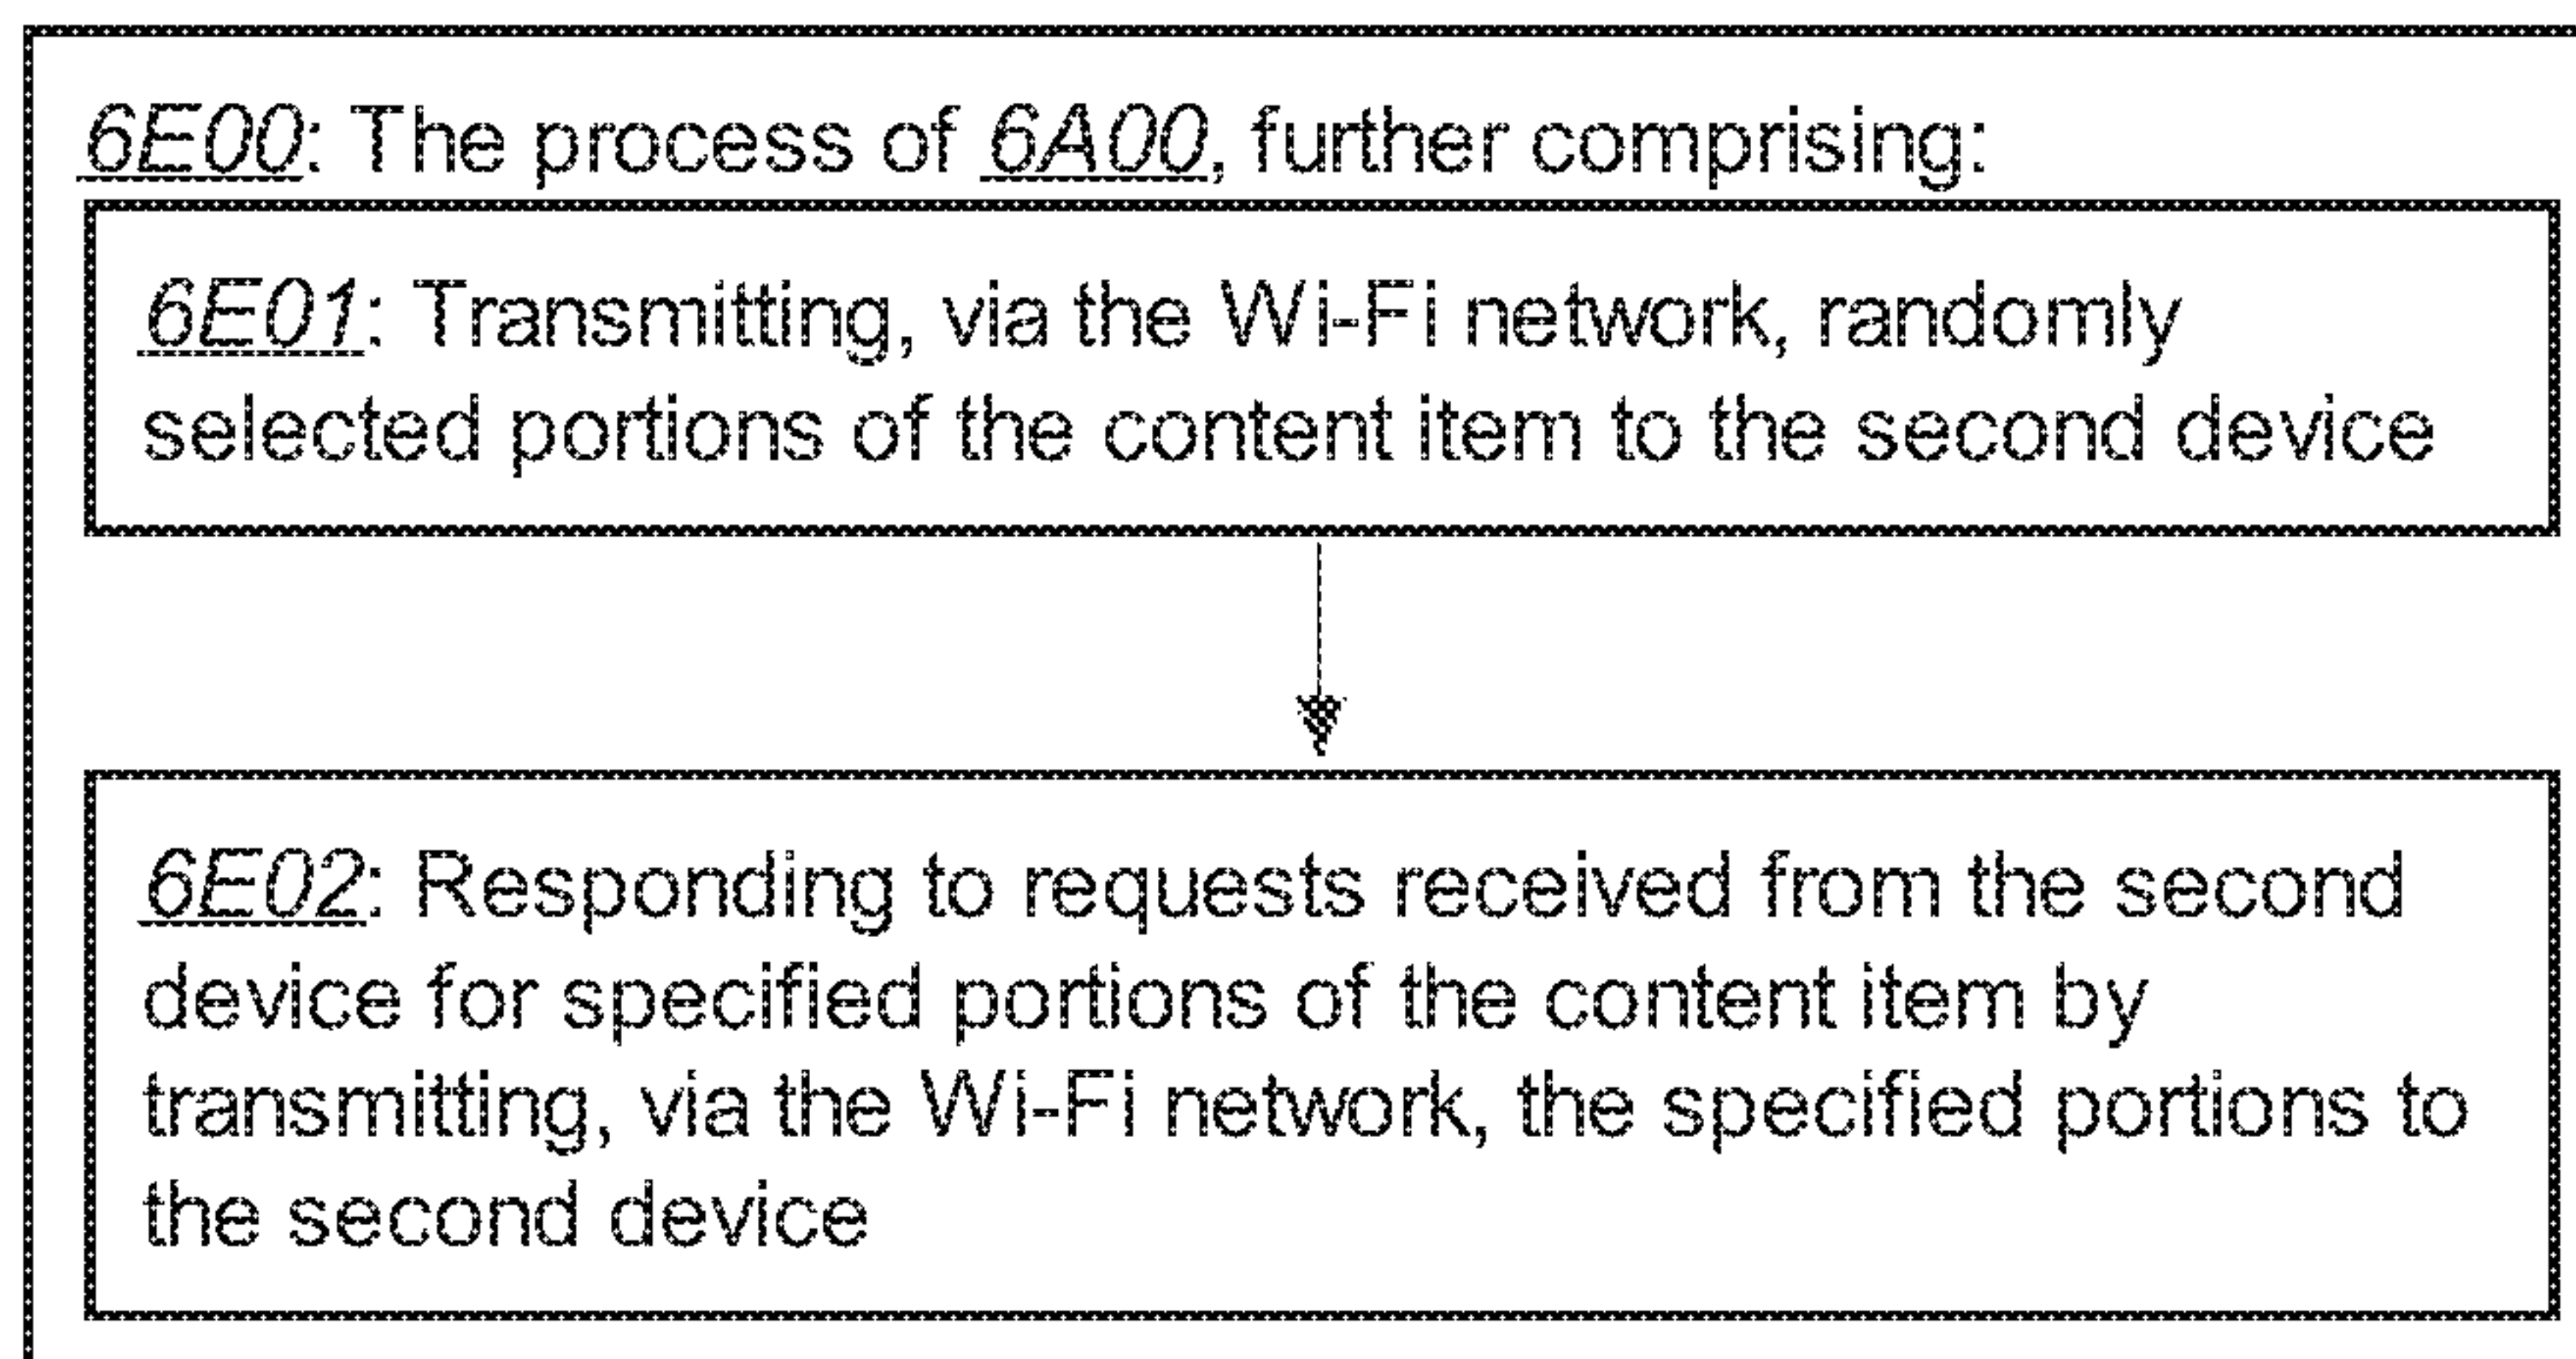 6E00: The process of 6A00, further comprising:
6E01: Transmitting, via the Wi-Fi network, randomly
selected portions of the content item to the second device
6E02: Responding to requests received from the second
device for specified portions of the content item by
transmitting, via the Wi-Fi network, the specified portions to
the second device